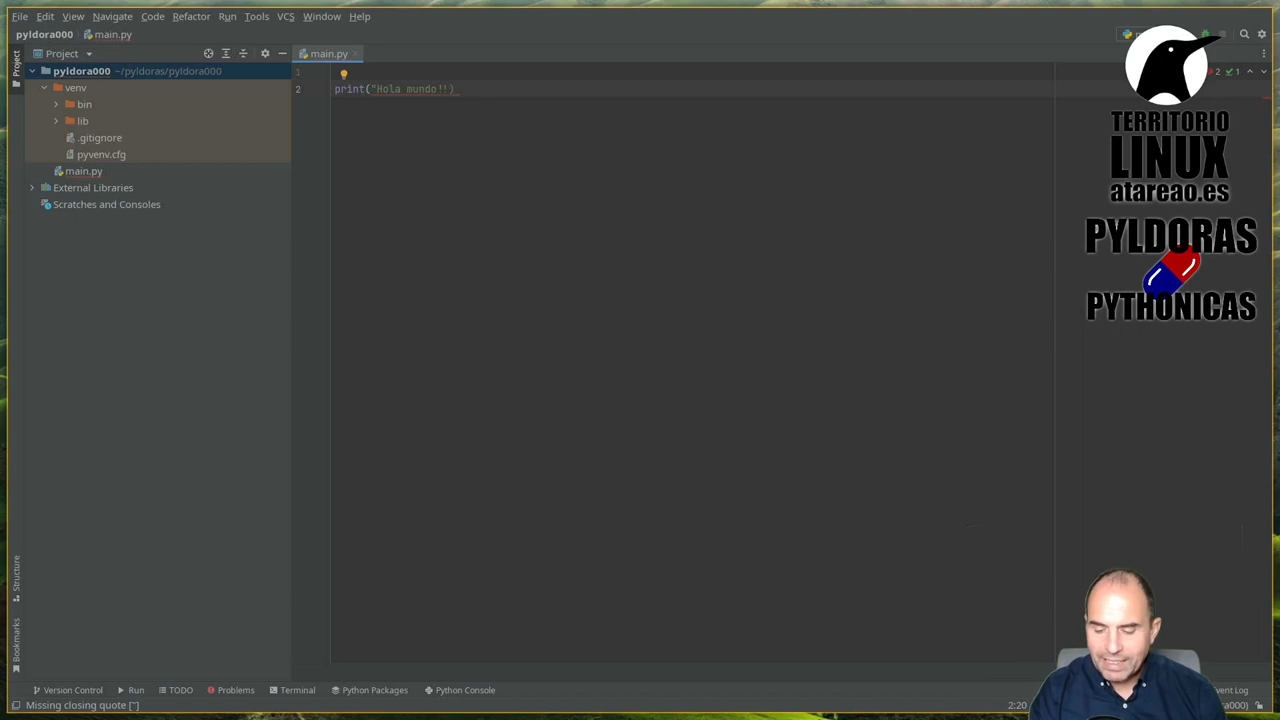 File Edit View Navigate Code Refactor Run Tools VCS Window Help
pyldora000 main.py
Project
Project
main.py
pyldora000 ~/pyldoras/pyldora000
venv
bin
lib
.gitignore
pyvenv.cfg
main.py
External Libraries
Scratches and Consoles
1
2 print("Hola mundo!!)
2 1
TERRITORIO
LINUX
atareao.es
PYLDORAS
PYTHONICAS
Structure
Bookmarks
Version Control Run TODO Problems Terminal Python Packages Python Console
Missing closing quote ["] 2:20